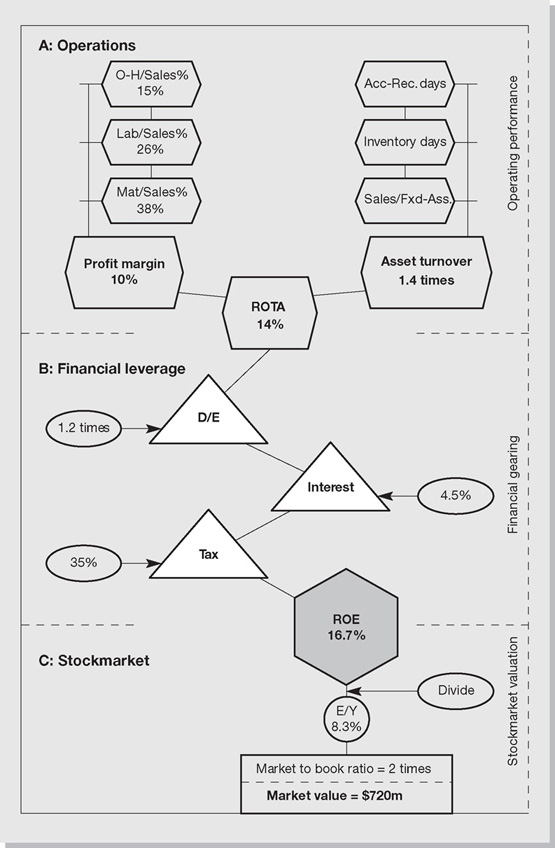 A: Operations
O-H/Sales%
15%
Lab/Sales%
26%
Mat/Sales%
38%
Acc-Rec. days
Inventory days
Sales/Fxd-Ass.
Operating performance
Profit margin
10%
Asset turnover
1.4 times
ROTA
14%
B: Financial leverage
D/E
1.2 times
Interest
4.5%
Tax
35%
Financial gearing
ROE
16.7%
C: Stockmarket
Divide
E/Y
8.3%
Stockmarket valuation
Market to book ratio = 2 times
Market value = $720m